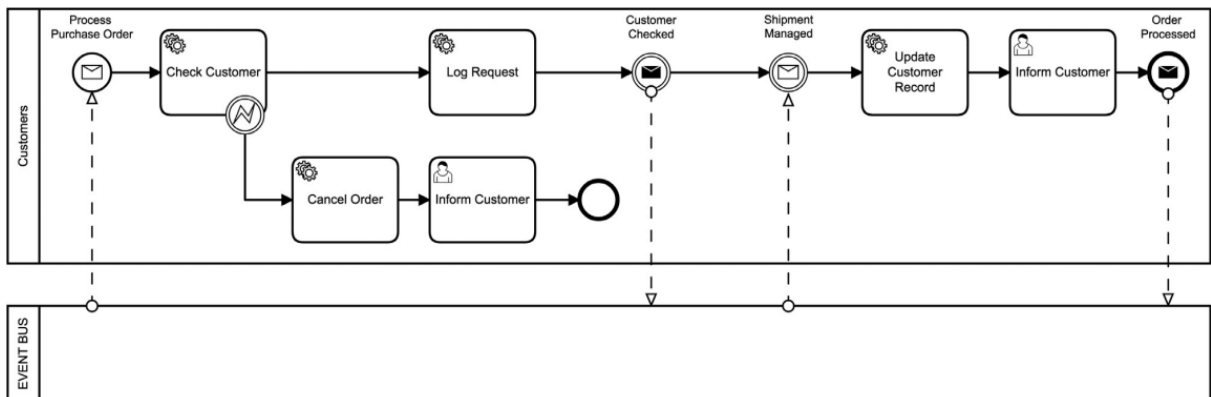 Process
Purchase Order
Customer
Checked
Shipment
Managed
Order
Processed
Check Customer
Log Request
Update
Customer
Record
Inform Customer
Customers
Cancel Order
Inform Customer
EVENT BUS